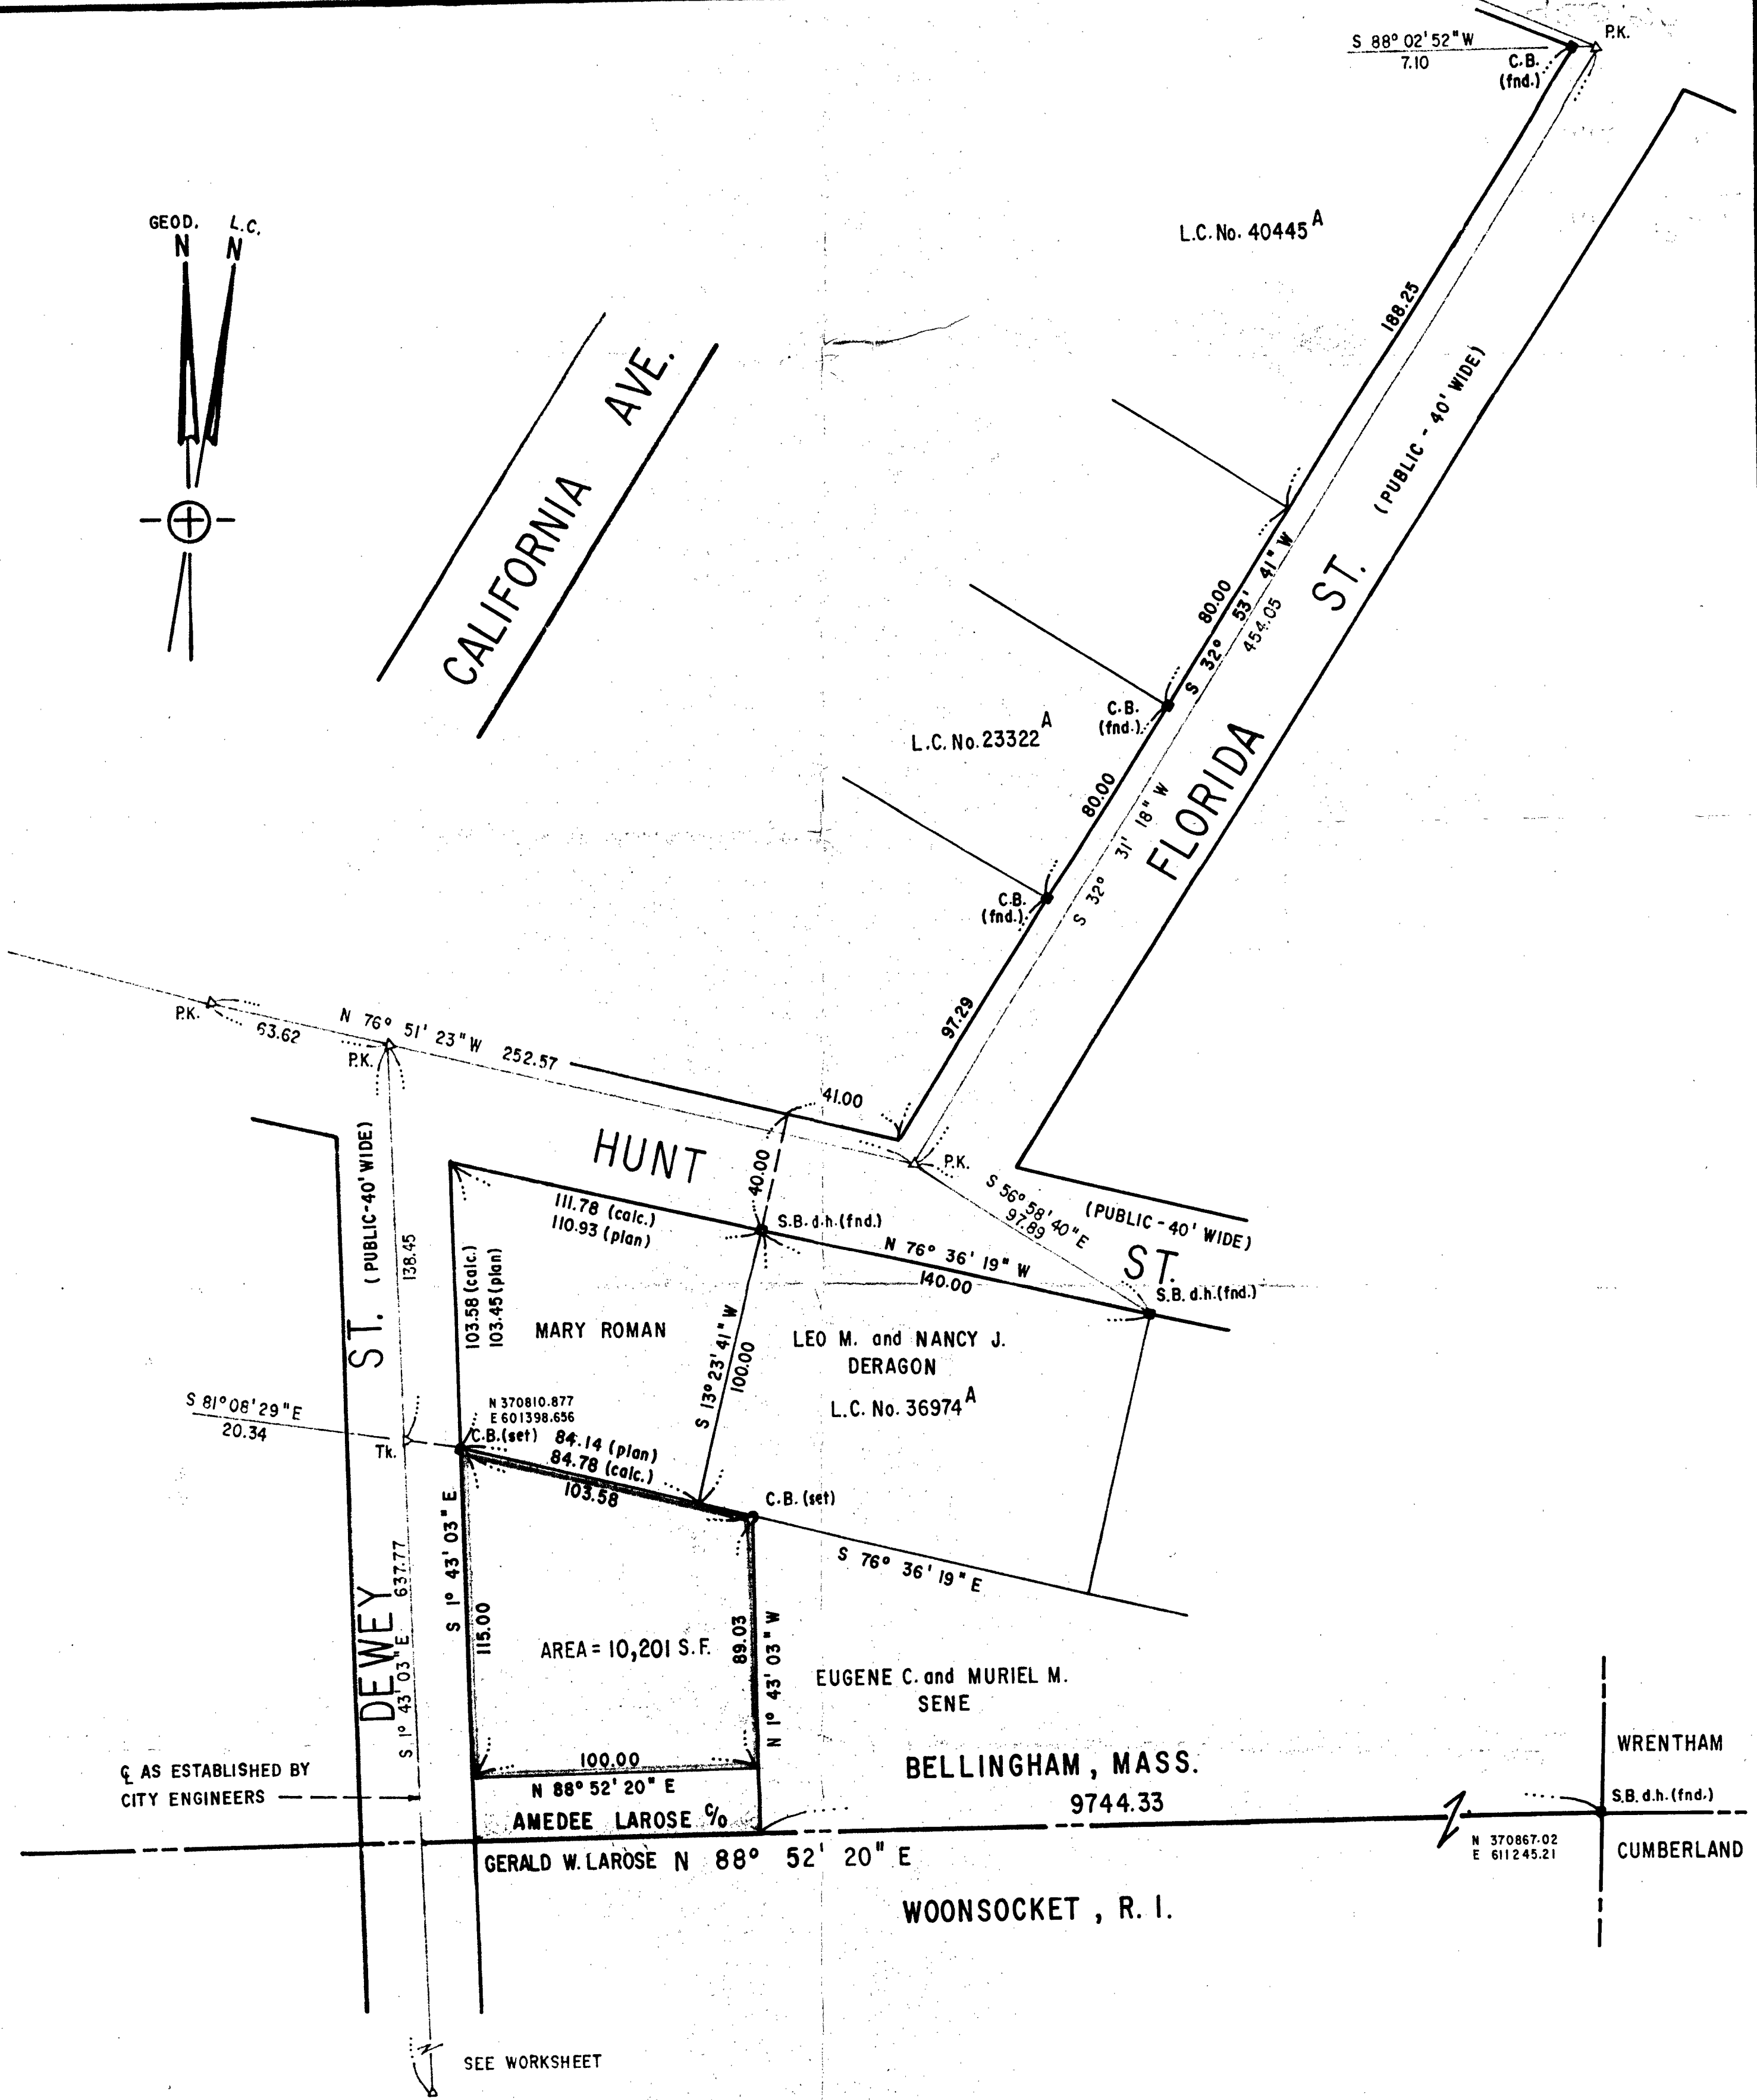 S 88° 02' 52" W
7.10
P.K.
C.B.
(fnd.)
GEOD. L.C.
N N
L.C. No. 40445 A
188.25
(PUBLIC - 40' WIDE)
CALIFORNIA AVE.
80.00
S 32° 53' 41" W
454.05
FLORIDA ST.
C.B.
(fnd.)
L.C. No. 23322 A
80.00
S 32° 31' 18" W
C.B.
(fnd.)
97.29
P.K.
63.62
N 76° 51' 23" W 252.57
P.K.
41.00
HUNT ST.
40.00
P.K.
S 56° 58' 40" E
97.89
(PUBLIC - 40' WIDE)
111.78 (calc.)
110.93 (plan)
S.B. d.h. (fnd.)
N 76° 36' 19" W
140.00
S.B. d.h. (fnd.)
(PUBLIC-40' WIDE)
138.45
103.58 (calc.)
103.45 (plan)
MARY ROMAN
S 13° 23' 41" W
100.00
LEO M. and NANCY J.
DERAGON
L.C. No. 36974 A
S 81° 08' 29" E
20.34
Tk.
N 370810.877
E 601398.656
C.B. (set)
84.14 (plan)
84.78 (calc.)
103.58
C.B. (set)
S 76° 36' 19" E
DEWEY ST.
S 1° 43' 03" E 637.77
S 1° 43' 03" E
115.00
AREA = 10,201 S.F.
89.03
N 1° 43' 03" W
EUGENE C. and MURIEL M.
SENE
100.00
N 88° 52' 20" E
AMEDEE LAROSE c/o
GERALD W. LAROSE
N 88° 52' 20" E
℄ AS ESTABLISHED BY
CITY ENGINEERS
BELLINGHAM, MASS.
9744.33
WOONSOCKET, R. I.
WRENTHAM
S.B. d.h. (fnd.)
N 370867.02
E 611245.21
CUMBERLAND
SEE WORKSHEET